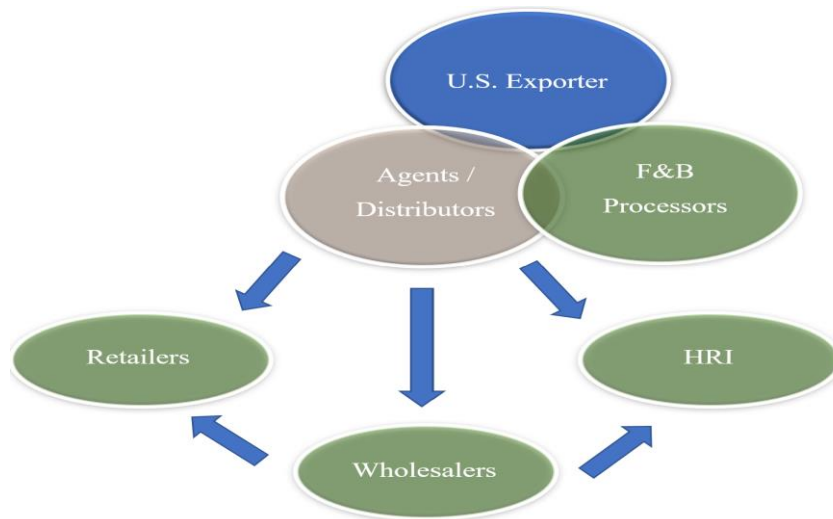 U.S. Exporter
Agents /
Distributors
F&B
Processors
Retailers
HRI
Wholesalers